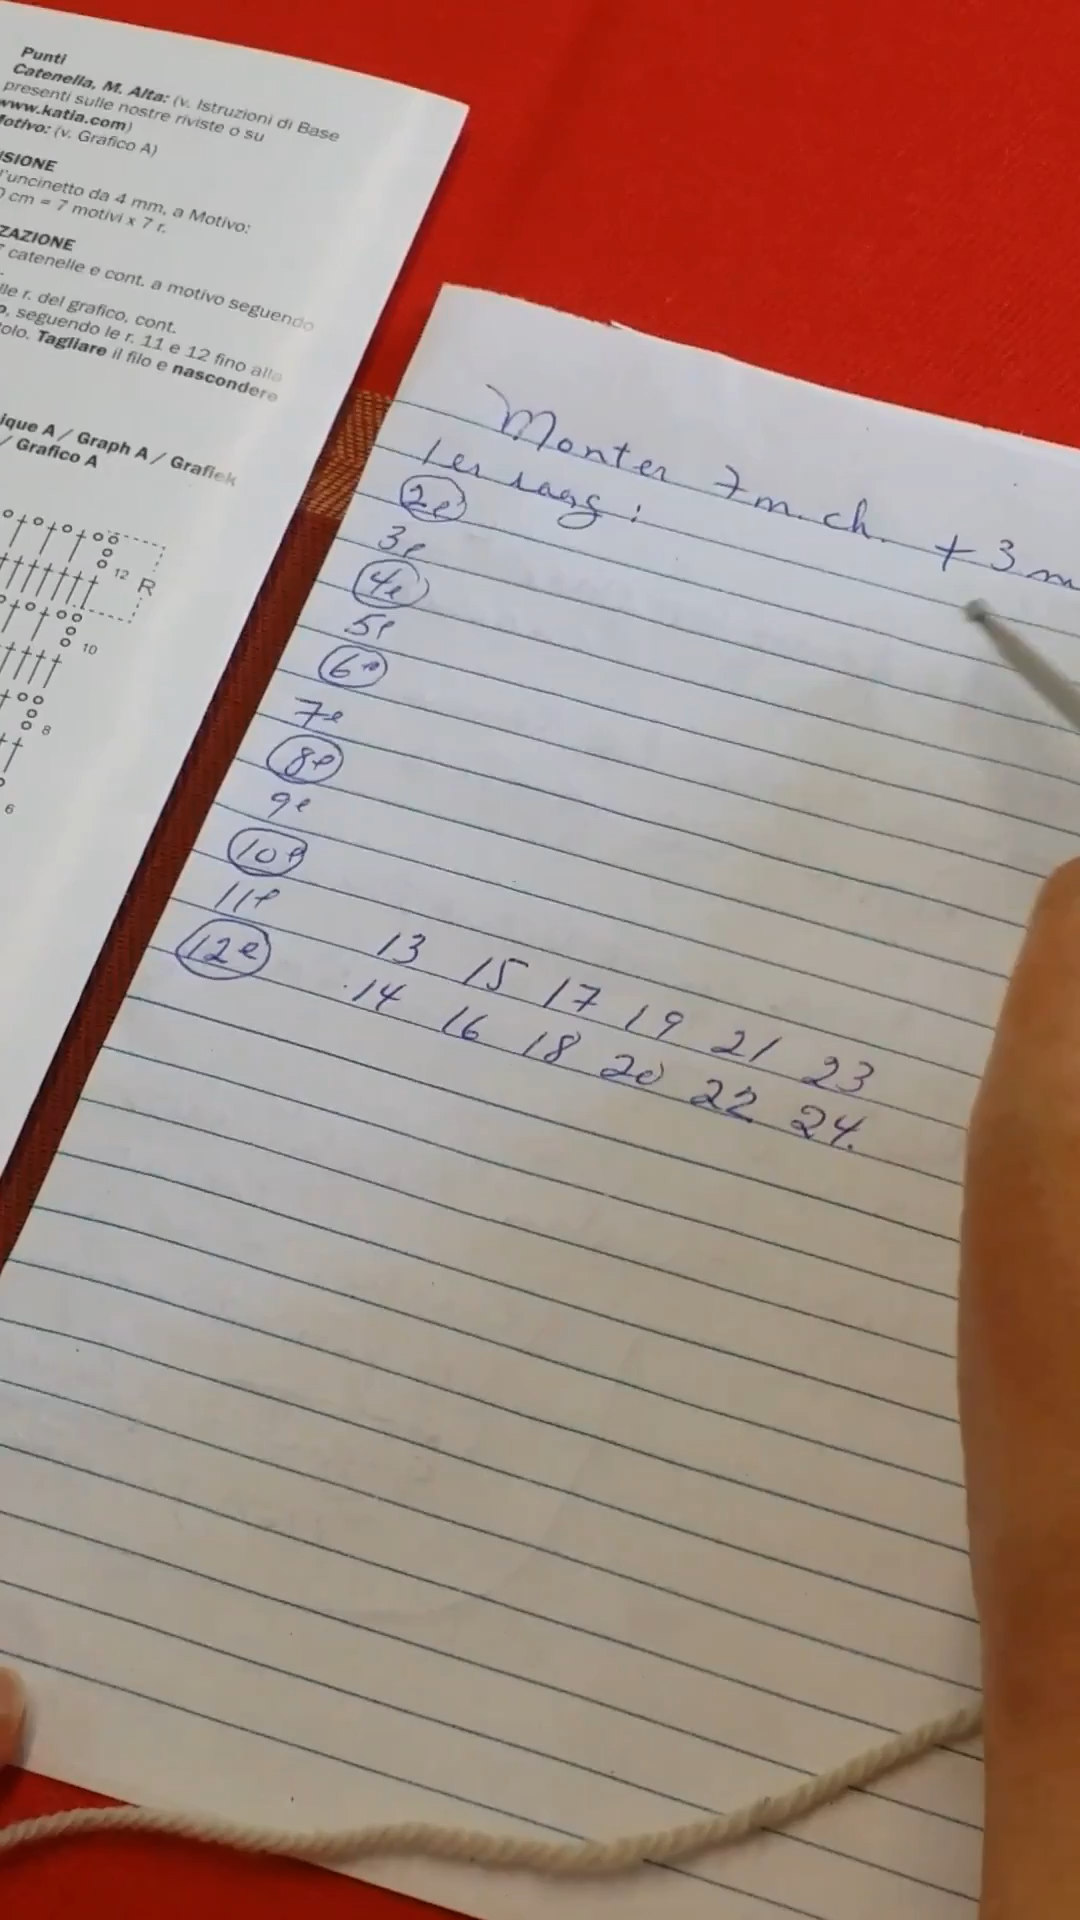 Punti
Catenella, M. Alta: (v. Istruzioni di Base
presenti sulle nostre riviste o su
www.katia.com)
Motivo: (v. Grafico A)
SIONE
l'uncinetto da 4 mm, a Motivo:
0 cm = 7 motivi x 7 r.
ZAZIONE
7 catenelle e cont. a motivo seguendo
lle r. del grafico, cont.
o, seguendo le r. 11 e 12 fino alla
olo. Tagliare il filo e nascondere
ique A / Graph A / Grafiek
/ Grafico A
12
R
10
8
6
Monter 7 m. ch. + 3 m
1er rang :
2e
3e
4e
5e
6e
7e
8e
9e
10e
11e
12e
13 15 17 19 21 23
14 16 18 20 22 24.